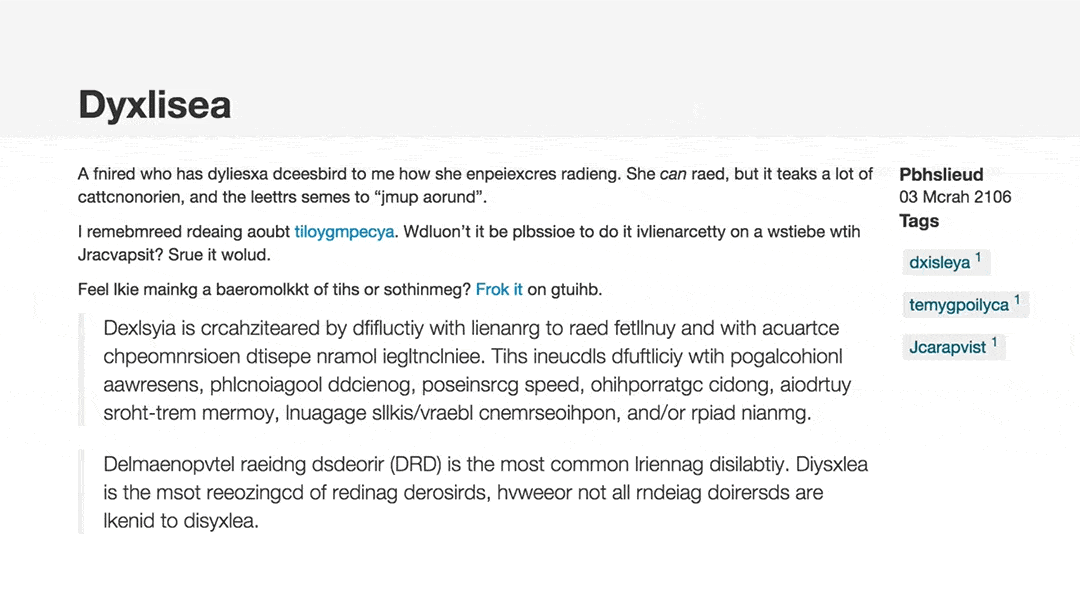 Dyxlisea
A fnired who has dyliesxa dceesbird to me how she enpeiexcres radieng. She can raed, but it teaks a lot of
cattcnonorien, and the leettrs semes to “jmup aorund”.
I remebmreed rdeaing aoubt tiloygmpecya. Wdluon’t it be plbssioe to do it ivlienarcetty on a wstiebe wtih
Jracvapsit? Srue it wolud.
Feel lkie mainkg a baeromolkkt of tihs or sothinmeg? Frok it on gtuihb.
Dexlsyia is crcahziteared by dfifluctiy with lienanrg to raed fetllnuy and with acuartce
chpeomnrsioen dtisepe nramol iegltnclniee. Tihs ineucdls dfuftliciy wtih pogalcohionl
aawresens, phlcnoiagool ddcienog, poseinsrcg speed, ohihporratgc cidong, aiodrtuy
sroht-trem mermoy, lnuagage sllkis/vraebl cnemrseoihpon, and/or rpiad nianmg.
Delmaenopvtel raeidng dsdeorir (DRD) is the most common lriennag disilabtiy. Diysxlea
is the msot reeozingcd of redinag derosirds, hvweeor not all rndeiag doirersds are
lkenid to disyxlea.
Pbhslieud
03 Mcrah 2106
Tags
dxisleya 1
temygpoilyca 1
Jcarapvist 1